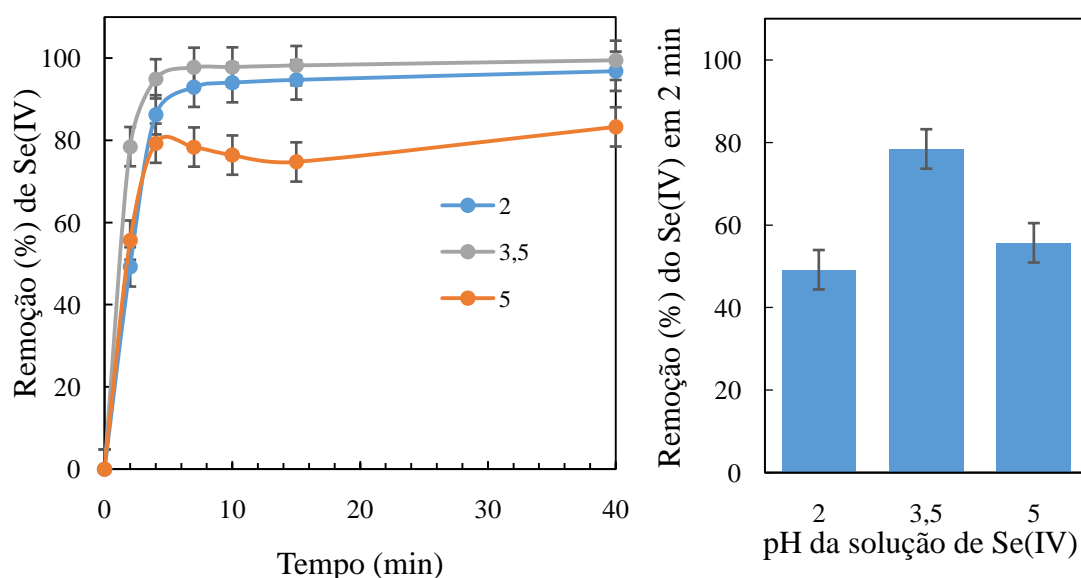 Remoção (%) de Se(IV)
100
80
60
40
20
0
0 10 20 30 40
Tempo (min)
2
3,5
5
Remoção (%) do Se(IV) em 2 min
100
80
60
40
20
0
2 3,5 5
pH da solução de Se(IV)